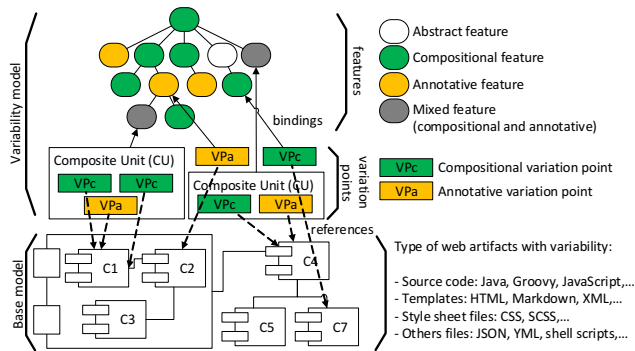 Variability model
features
Abstract feature
Compositional feature
Annotative feature
Mixed feature
(compositional and annotative)
bindings
Composite Unit (CU)
VPa
VPc
VPc
VPc
VPa
Composite Unit (CU)
VPc
VPa
variation
points
VPc
Compositional variation point
VPa
Annotative variation point
references
Base model
C1
C2
C3
C4
C5
C7
Type of web artifacts with variability:
- Source code: Java, Groovy, JavaScript,...
- Templates: HTML, Markdown, XML,...
- Style sheet files: CSS, SCSS,...
- Others files: JSON, YML, shell scripts,...